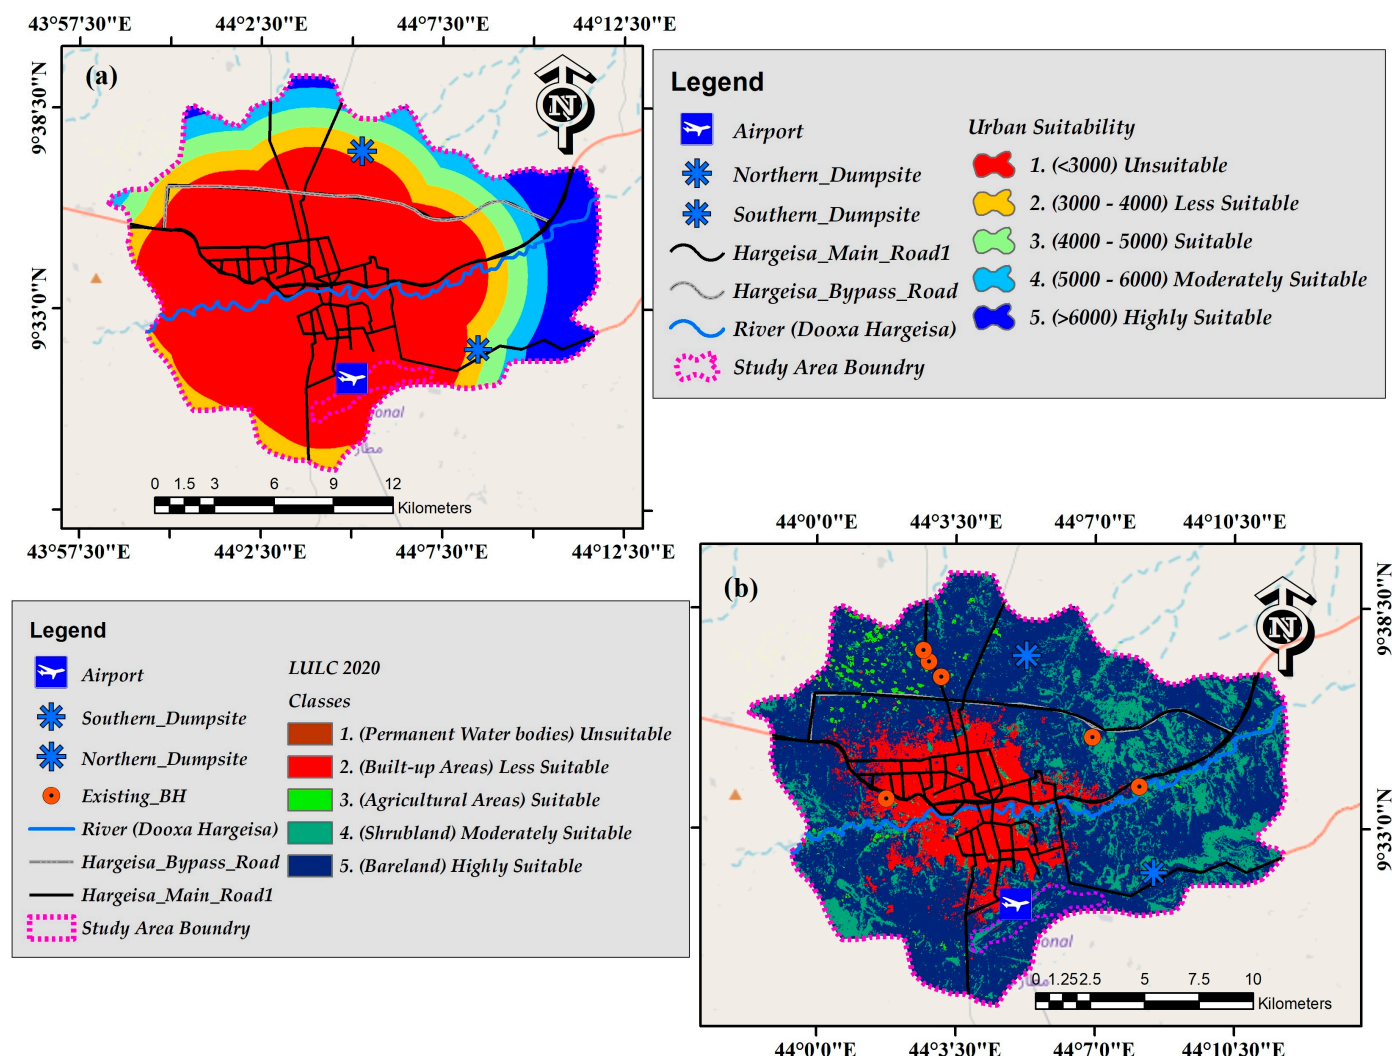 43°57'30"E 44°2'30"E 44°7'30"E 44°12'30"E
(a)
N
9°38'30"N
9°33'0"N
onal
مطار
0 1.5 3 6 9 12
Kilometers
43°57'30"E 44°2'30"E 44°7'30"E 44°12'30"E
Legend
Airport
Northern_Dumpsite
Southern_Dumpsite
Hargeisa_Main_Road1
Hargeisa_Bypass_Road
River (Dooxa Hargeisa)
Study Area Boundry
Urban Suitability
1. (<3000) Unsuitable
2. (3000 - 4000) Less Suitable
3. (4000 - 5000) Suitable
4. (5000 - 6000) Moderately Suitable
5. (>6000) Highly Suitable
Legend
Airport
Southern_Dumpsite
Northern_Dumpsite
Existing_BH
River (Dooxa Hargeisa)
Hargeisa_Bypass_Road
Hargeisa_Main_Road1
Study Area Boundry
LULC 2020
Classes
1. (Permanent Water bodies) Unsuitable
2. (Built-up Areas) Less Suitable
3. (Agricultural Areas) Suitable
4. (Shrubland) Moderately Suitable
5. (Bareland) Highly Suitable
44°0'0"E 44°3'30"E 44°7'0"E 44°10'30"E
(b)
N
9°38'30"N
9°33'0"N
onal
0 1.25 2.5 5 7.5 10
Kilometers
44°0'0"E 44°3'30"E 44°7'0"E 44°10'30"E